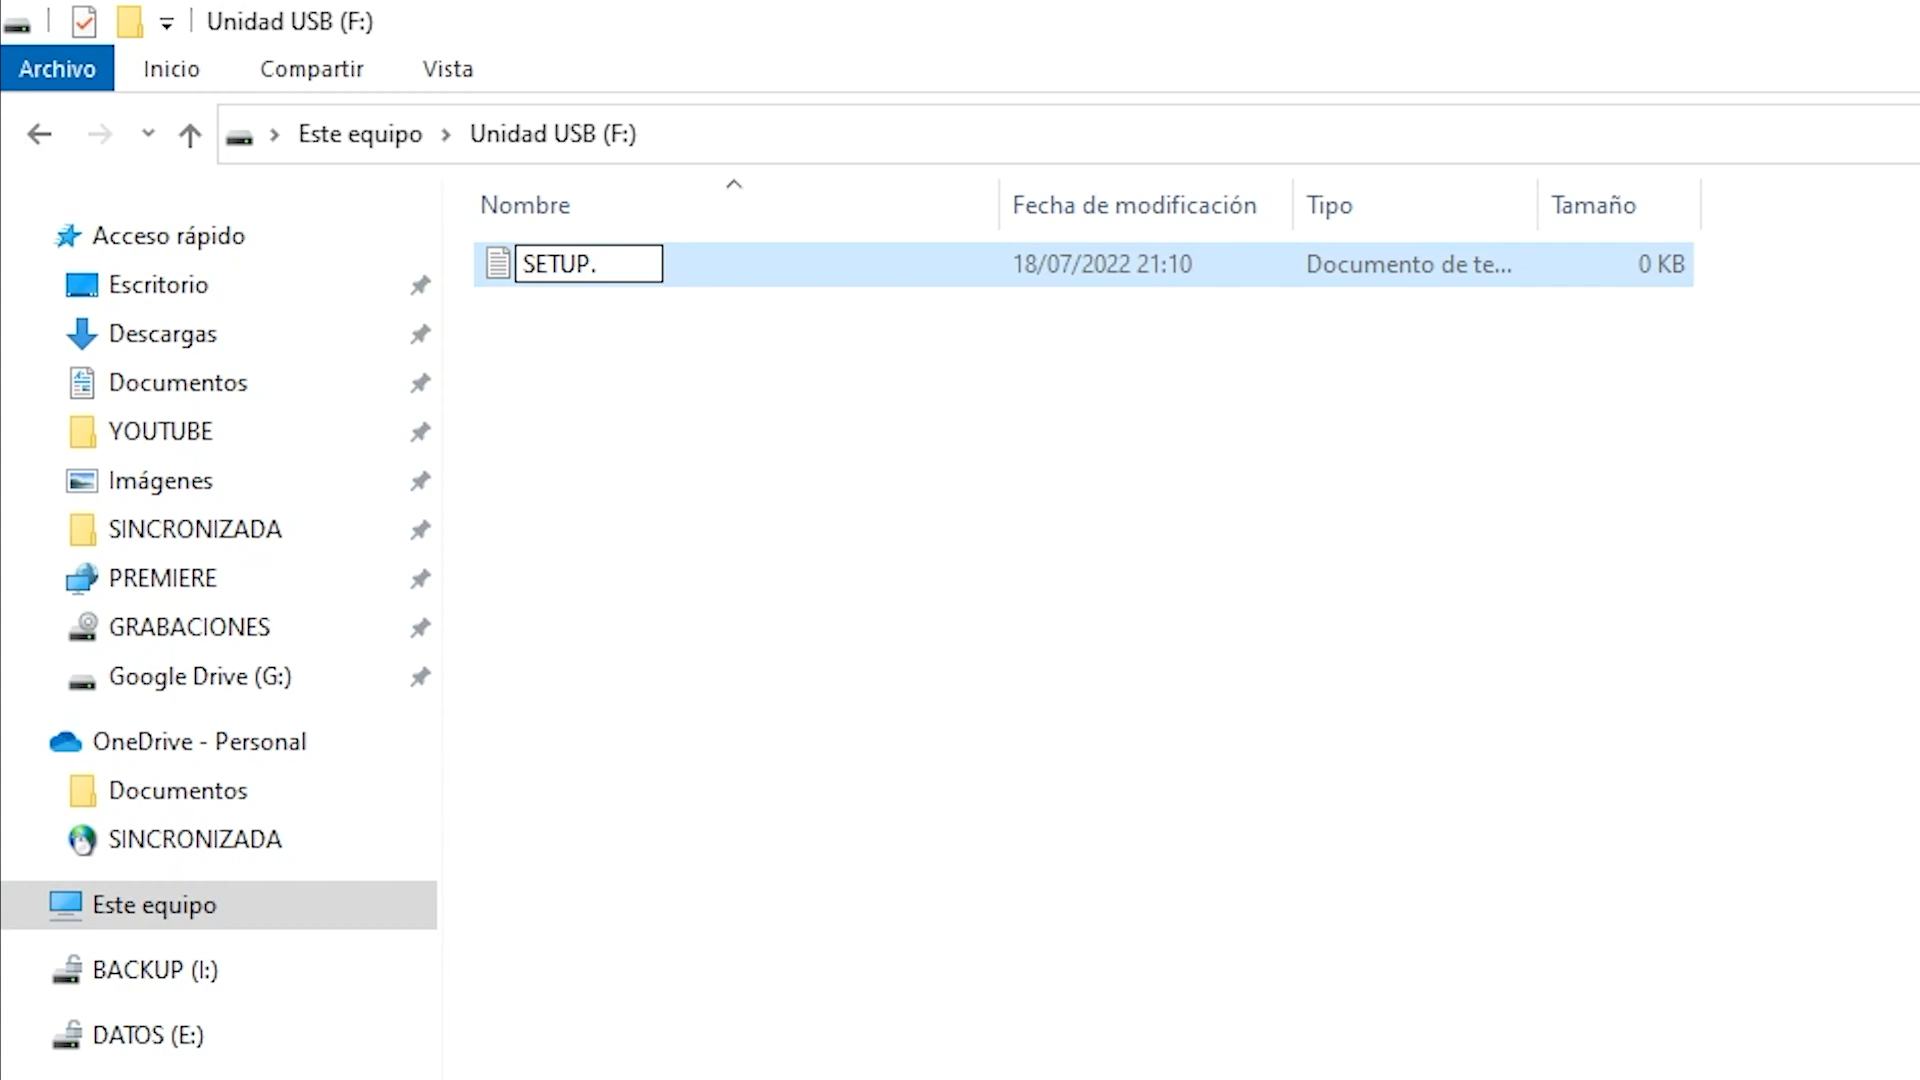 Unidad USB (F:)
Archivo Inicio Compartir Vista
Este equipo Unidad USB (F:)
Nombre Fecha de modificación Tipo Tamaño
SETUP. 18/07/2022 21:10 Documento de te... 0 KB
Acceso rápido
Escritorio
Descargas
Documentos
YOUTUBE
Imágenes
SINCRONIZADA
PREMIERE
GRABACIONES
Google Drive (G:)
OneDrive - Personal
Documentos
SINCRONIZADA
Este equipo
BACKUP (I:)
DATOS (E:)